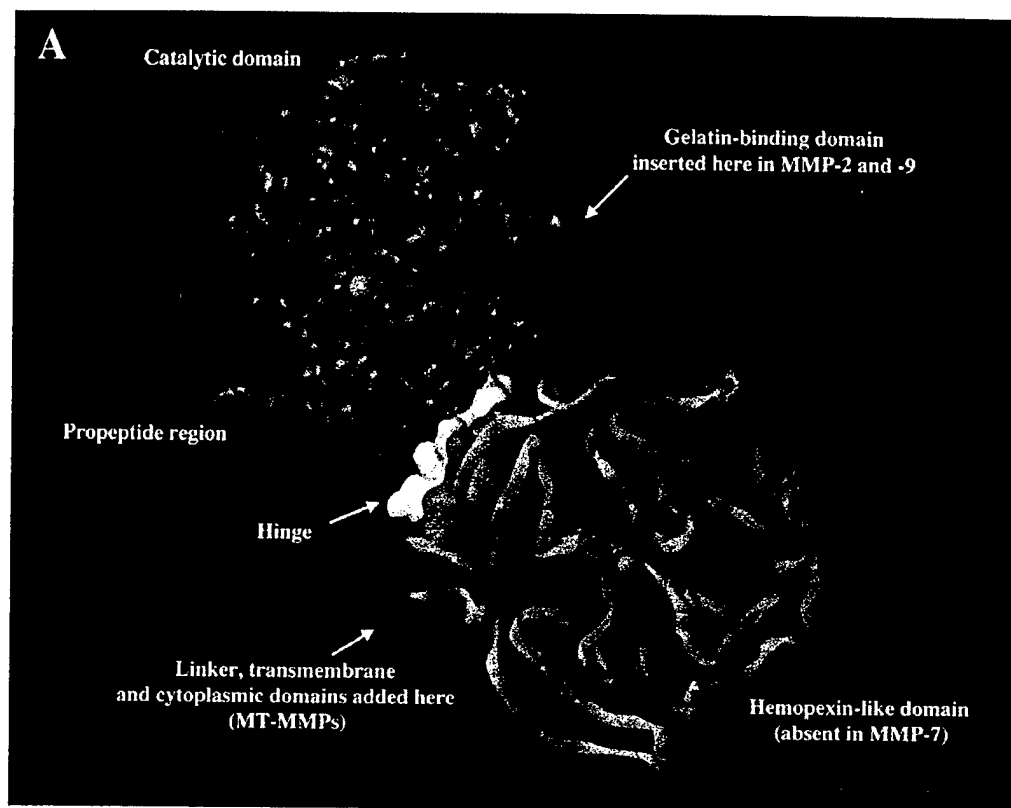 A
Catalytic domain
Gelatin-binding domain
inserted here in MMP-2 and -9
Propeptide region
Hinge
Linker, transmembrane
and cytoplasmic domains added here
(MT-MMPs)
Hemopexin-like domain
(absent in MMP-7)